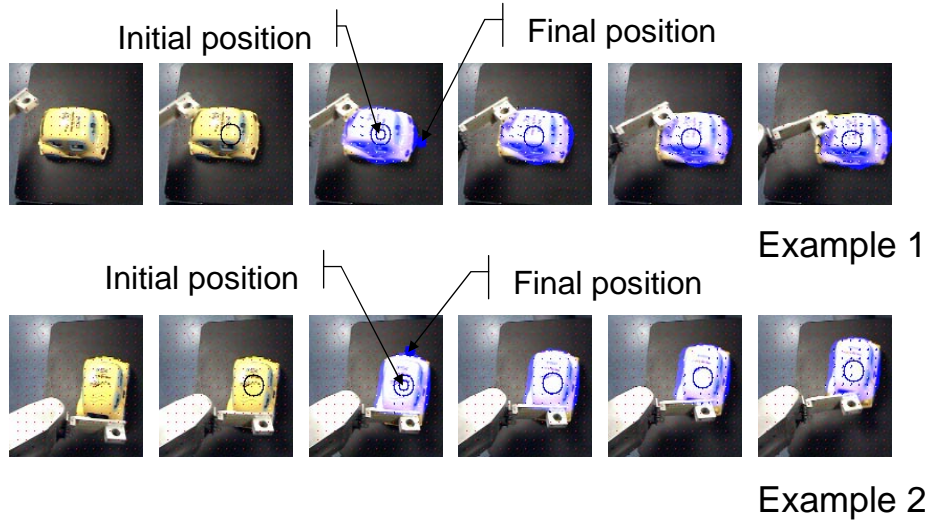 Initial position
Final position
Example 1
Initial position
Final position
Example 2